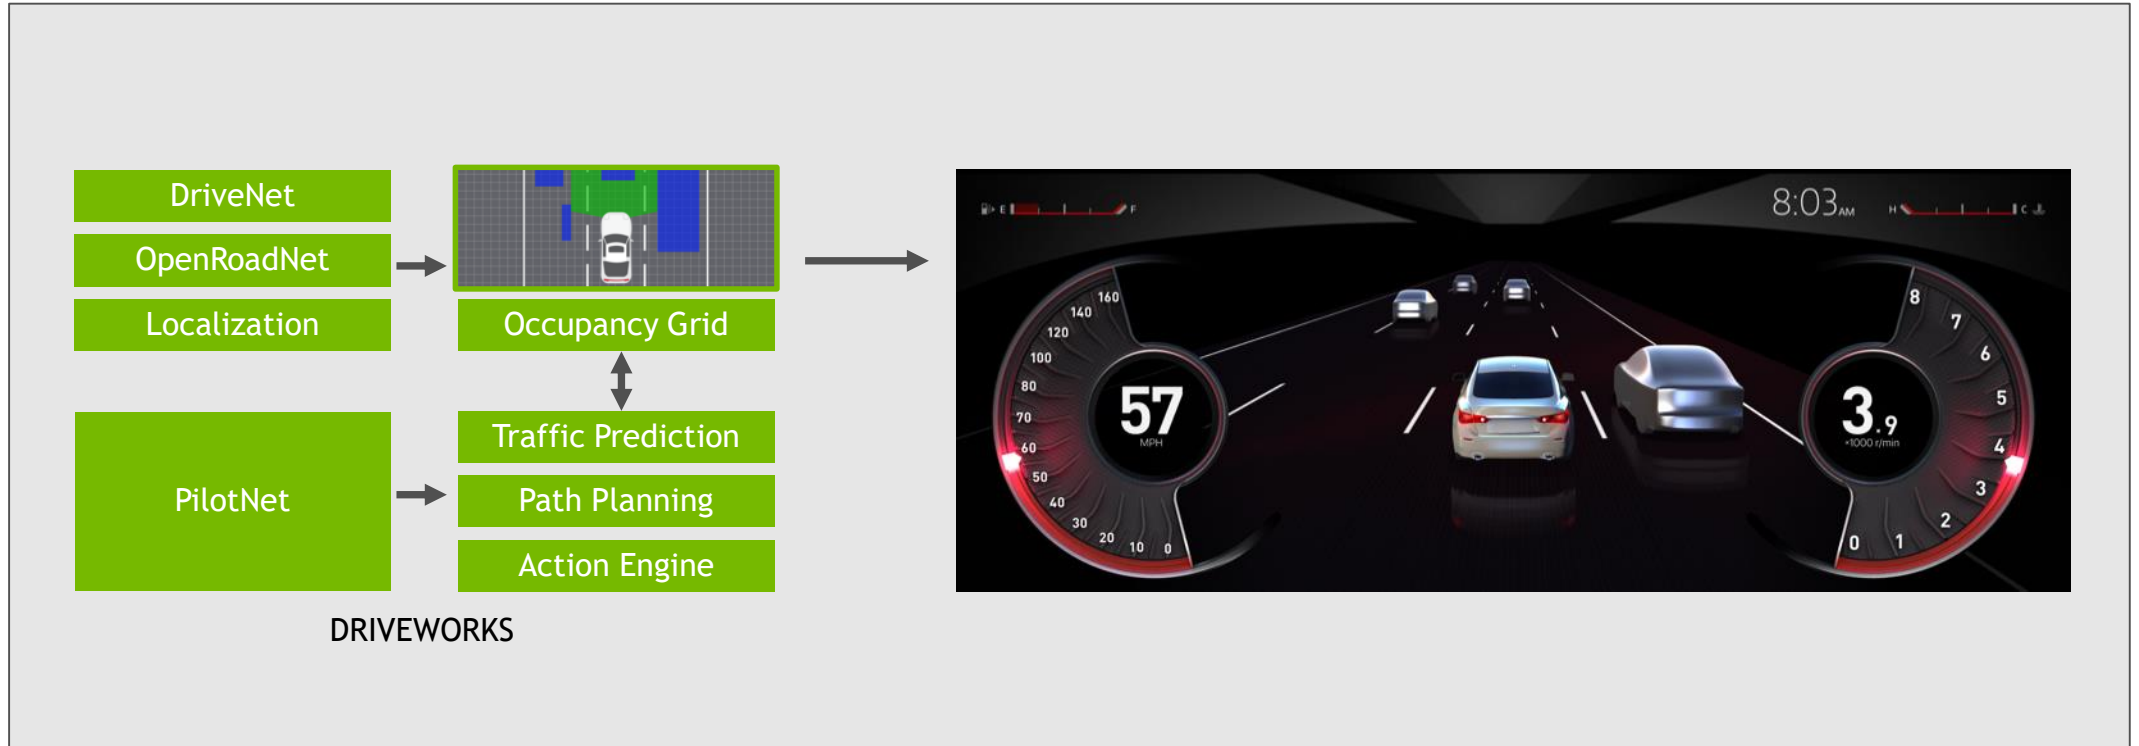 DriveNet
OpenRoadNet
Localization
Occupancy Grid
PilotNet
Traffic Prediction
Path Planning
Action Engine
DRIVEWORKS
E F
8:03 AM
H C
160
140
120
100
80
70
60
50
40
30
20
10
0
57
MPH
8
7
6
5
4
3
2
1
0
3.9
×1000 r/min